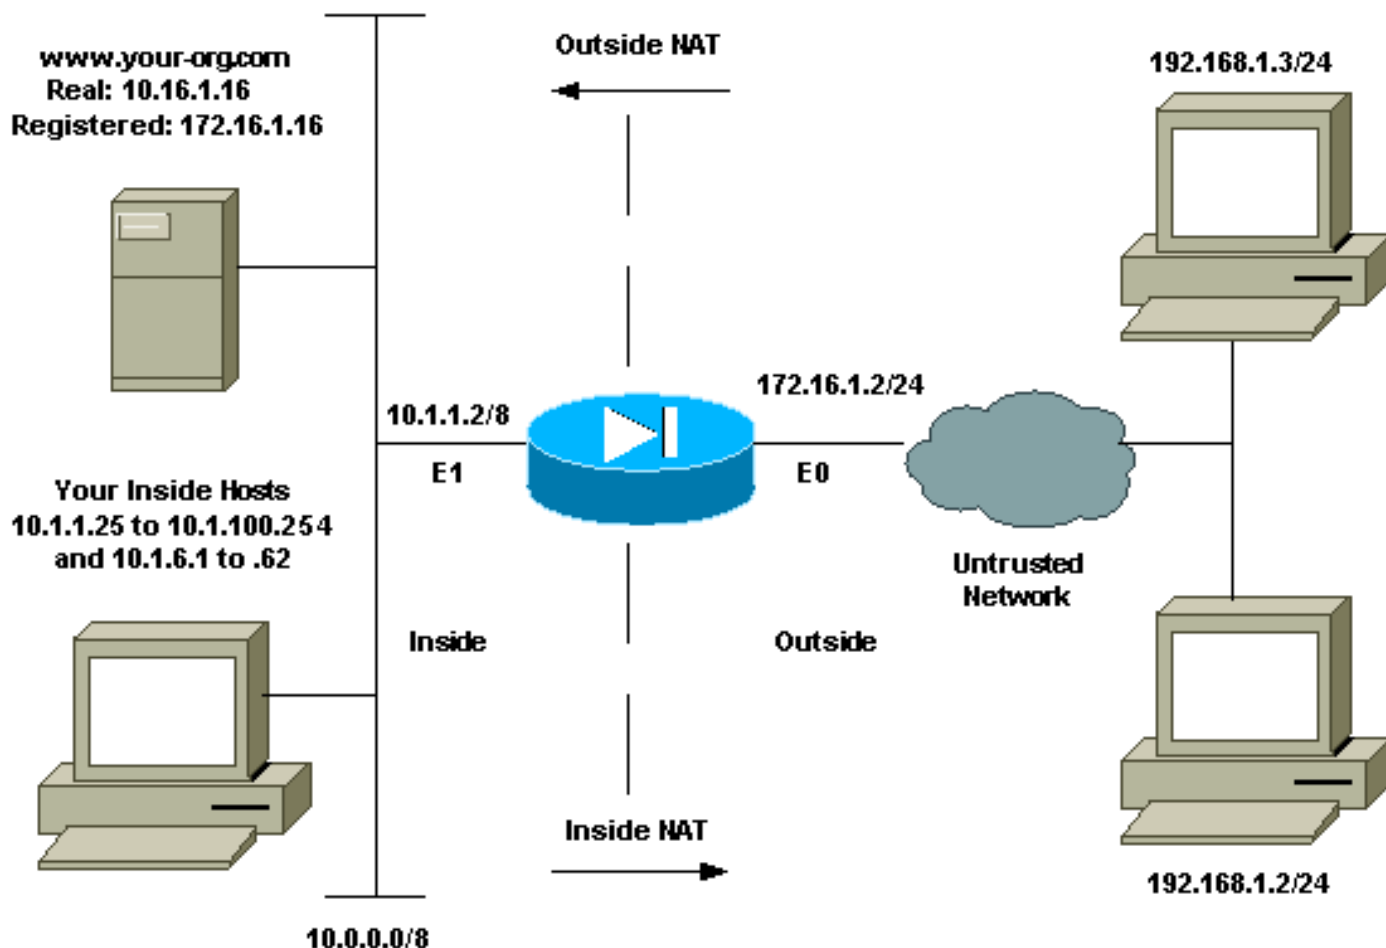 www.your-org.com
Real: 10.16.1.16
Registered: 172.16.1.16
Outside NAT
192.168.1.3/24
10.1.1.2/8
172.16.1.2/24
E1
E0
Your Inside Hosts
10.1.1.25 to 10.1.100.254
and 10.1.6.1 to .62
Untrusted
Network
Inside
Outside
Inside NAT
192.168.1.2/24
10.0.0.0/8